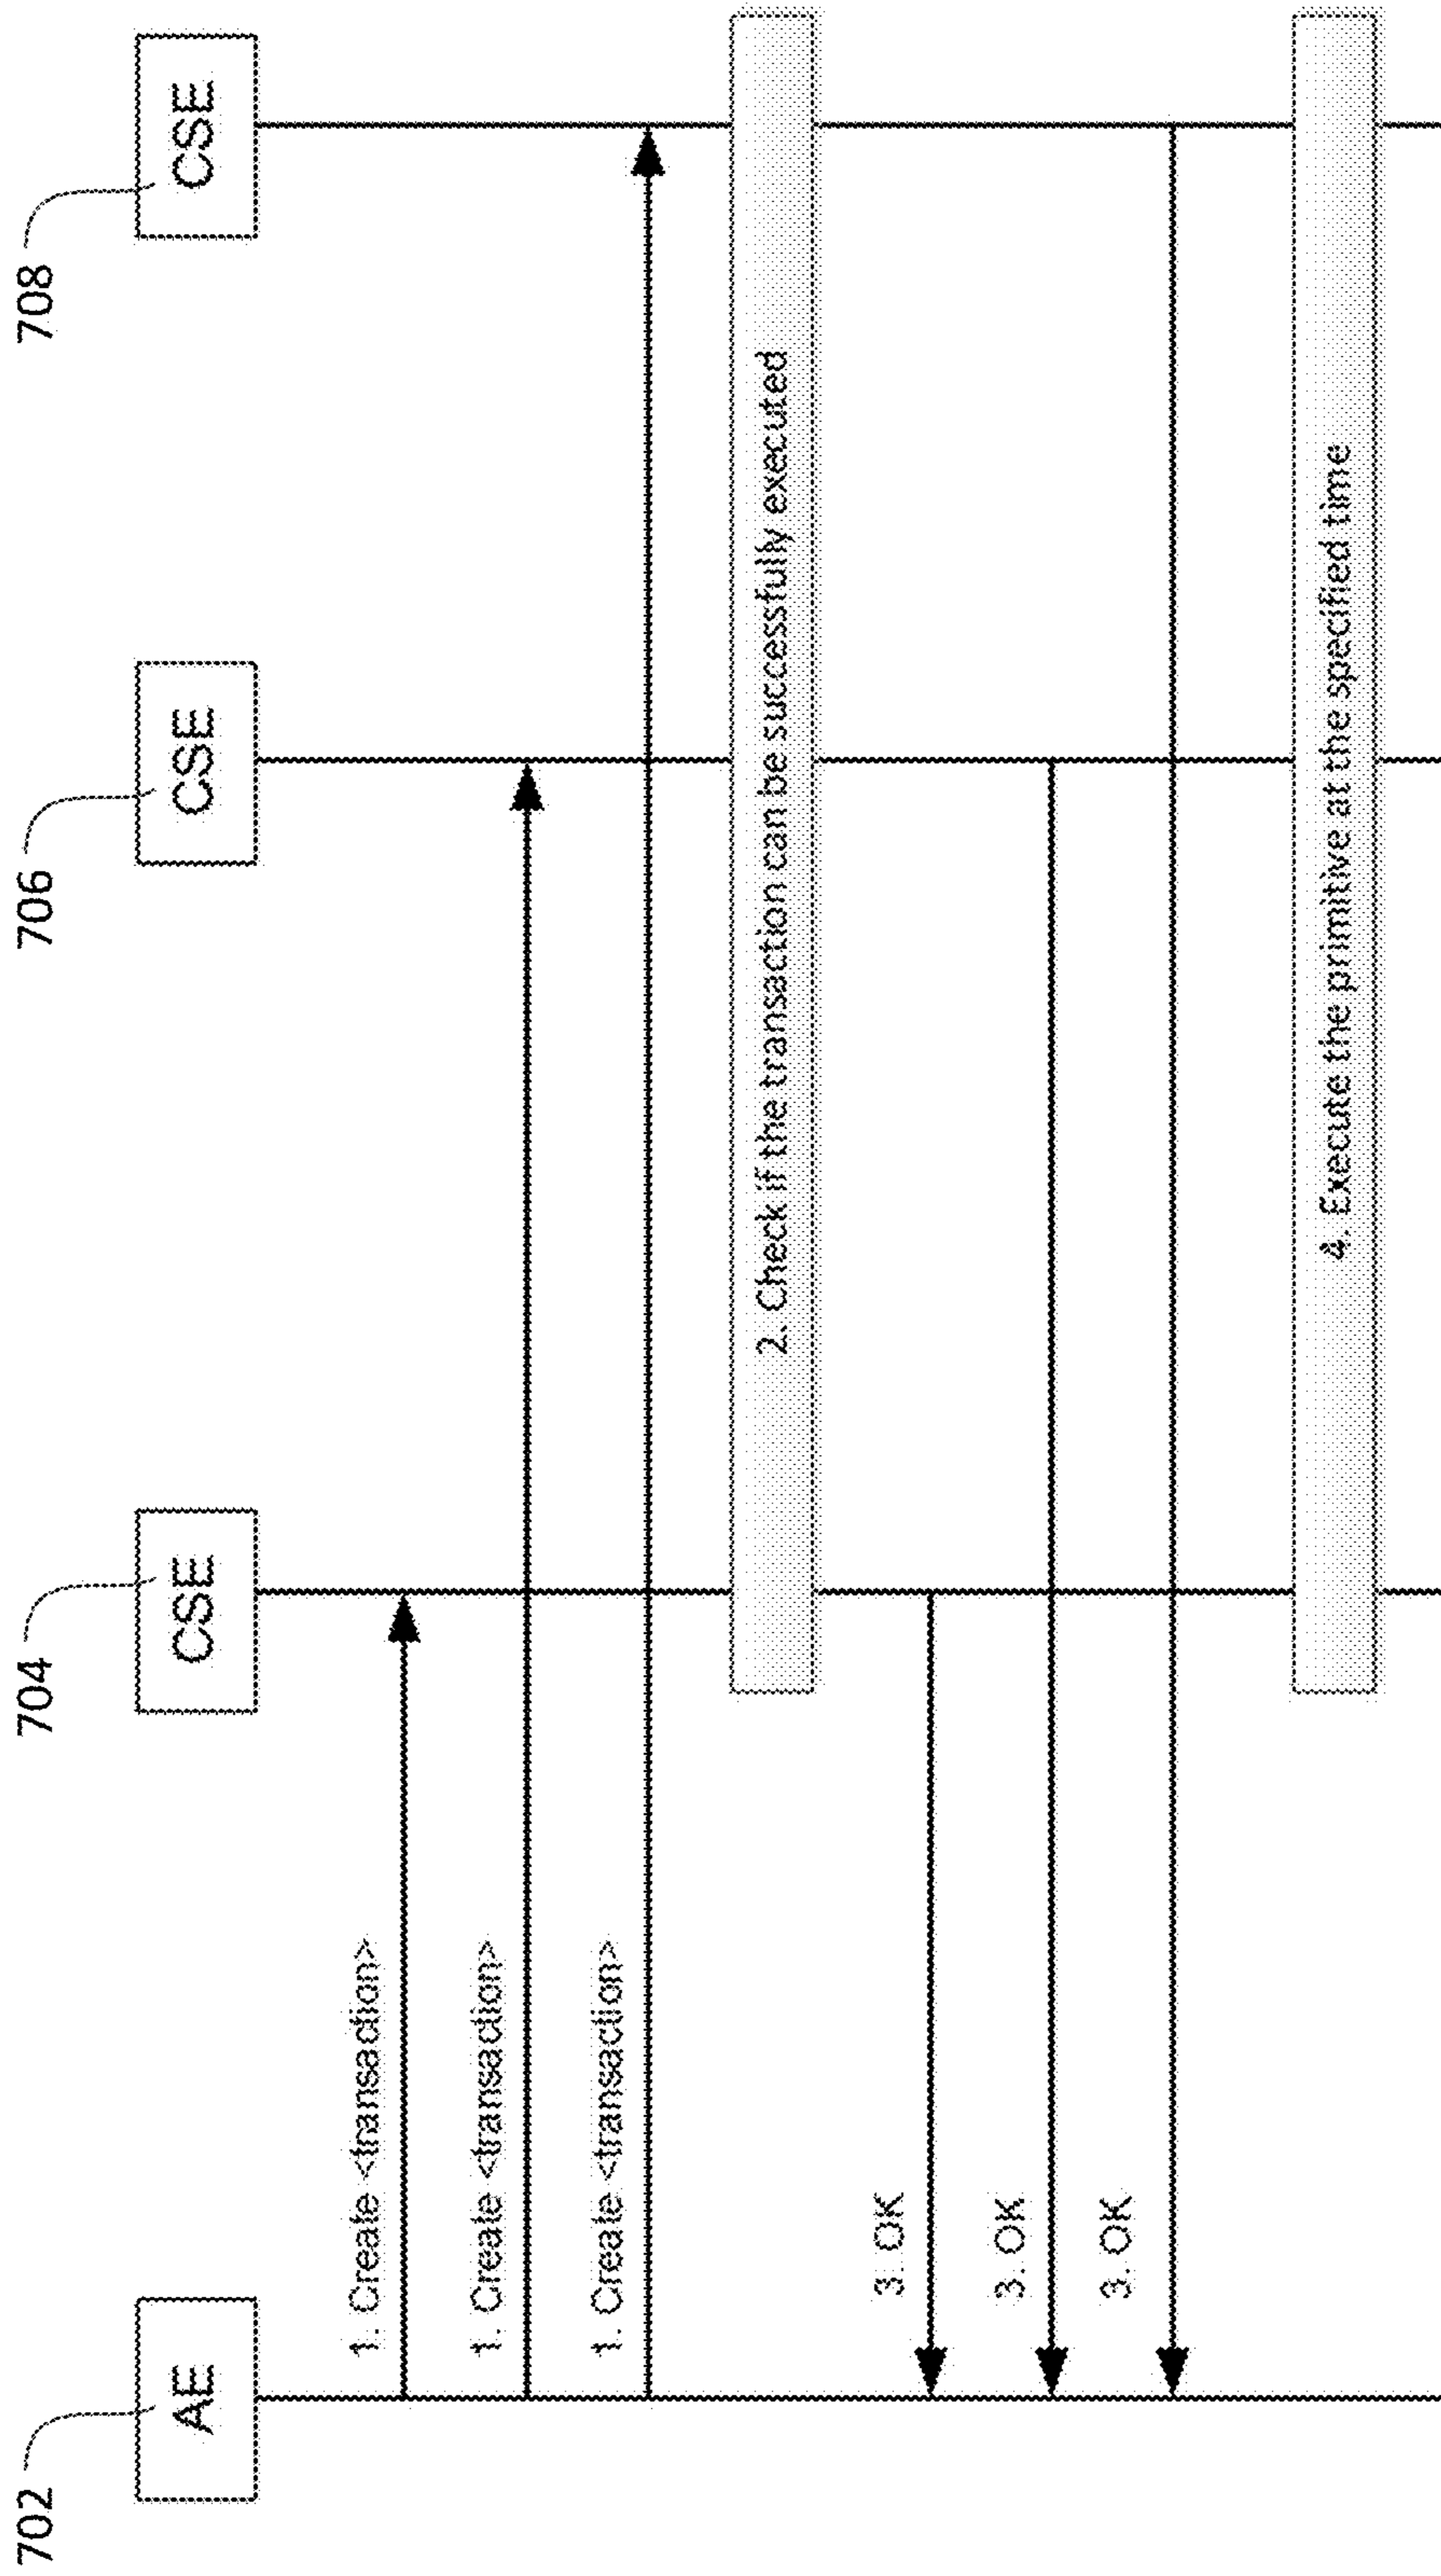 702
704
706
708
AE
CSE
CSE
CSE
1. Create <transaction>
1. Create <transaction>
1. Create <transaction>
2. Check if the transaction can be successfully executed
3. OK
3. OK
3. OK
4. Execute the primitive at the specified time